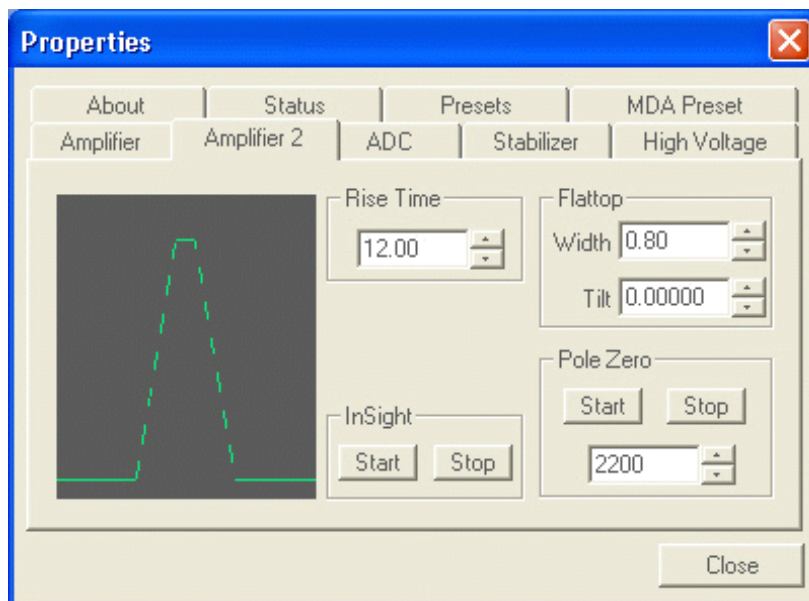 Properties
About Status Presets MDA Preset
Amplifier Amplifier 2 ADC Stabilizer High Voltage
Rise Time
12.00
Flattop
Width 0.80
Tilt 0.00000
InSight
Start Stop
Pole Zero
Start Stop
2200
Close